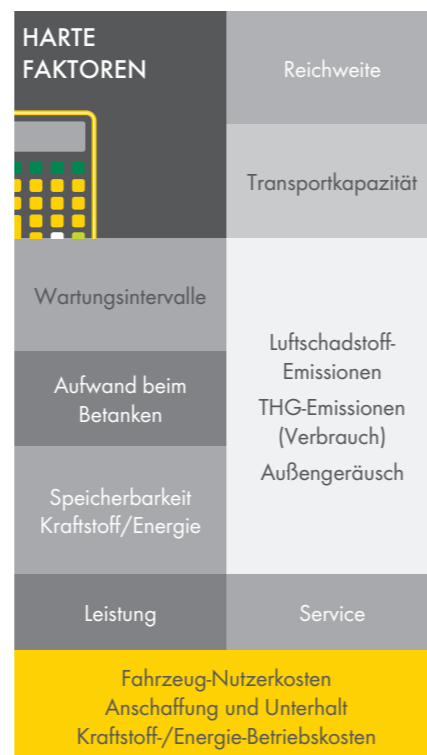 HARTE
FAKTOREN
Reichweite
Transportkapazität
Wartungsintervalle
Aufwand beim
Betanken
Speicherbarkeit
Kraftstoff/Energie
Luftschadstoff-
Emissionen
THG-Emissionen
(Verbrauch)
Außengeräusch
Leistung
Service
Fahrzeug-Nutzerkosten
Anschaffung und Unterhalt
Kraftstoff-/Energie-Betriebskosten